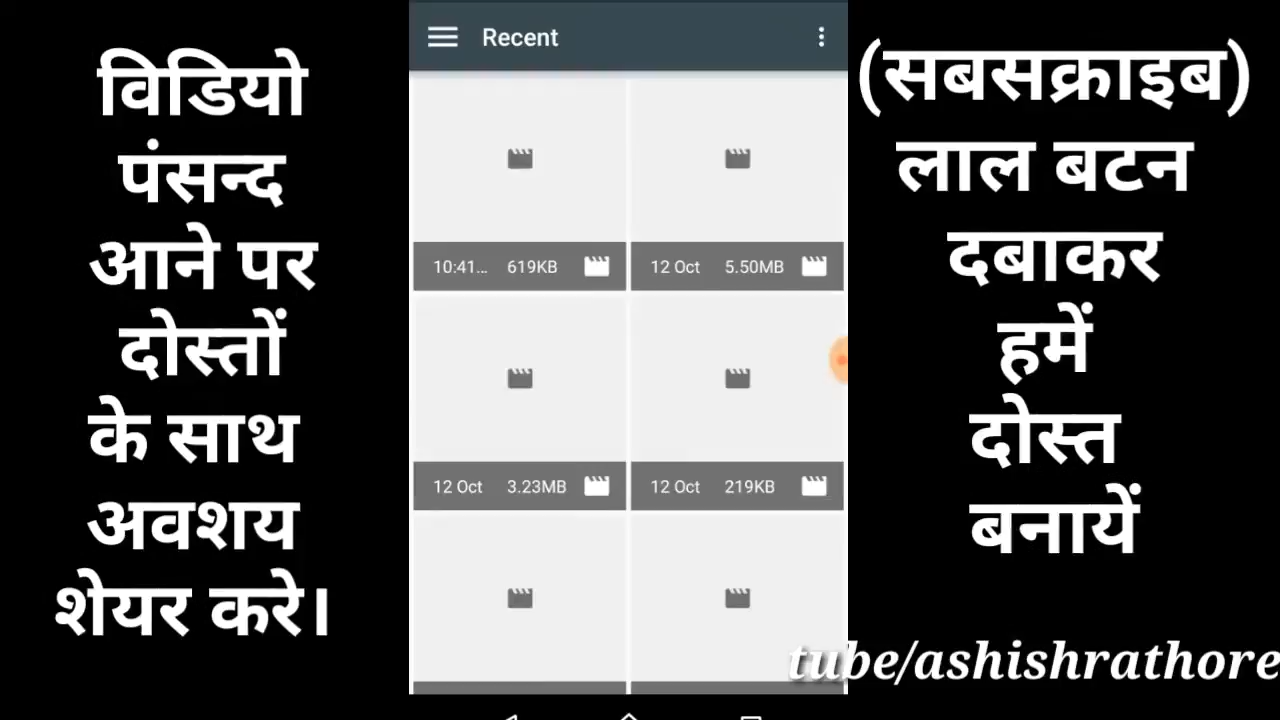 विडियो
पंसन्द
आने पर
दोस्तों
के साथ
अवशय
शेयर करे।
Recent
10:41... 619KB
12 Oct 5.50MB
12 Oct 3.23MB
12 Oct 219KB
(सबसक्राइब)
लाल बटन
दबाकर
हमें
दोस्त
बनायें
tube/ashishrathore